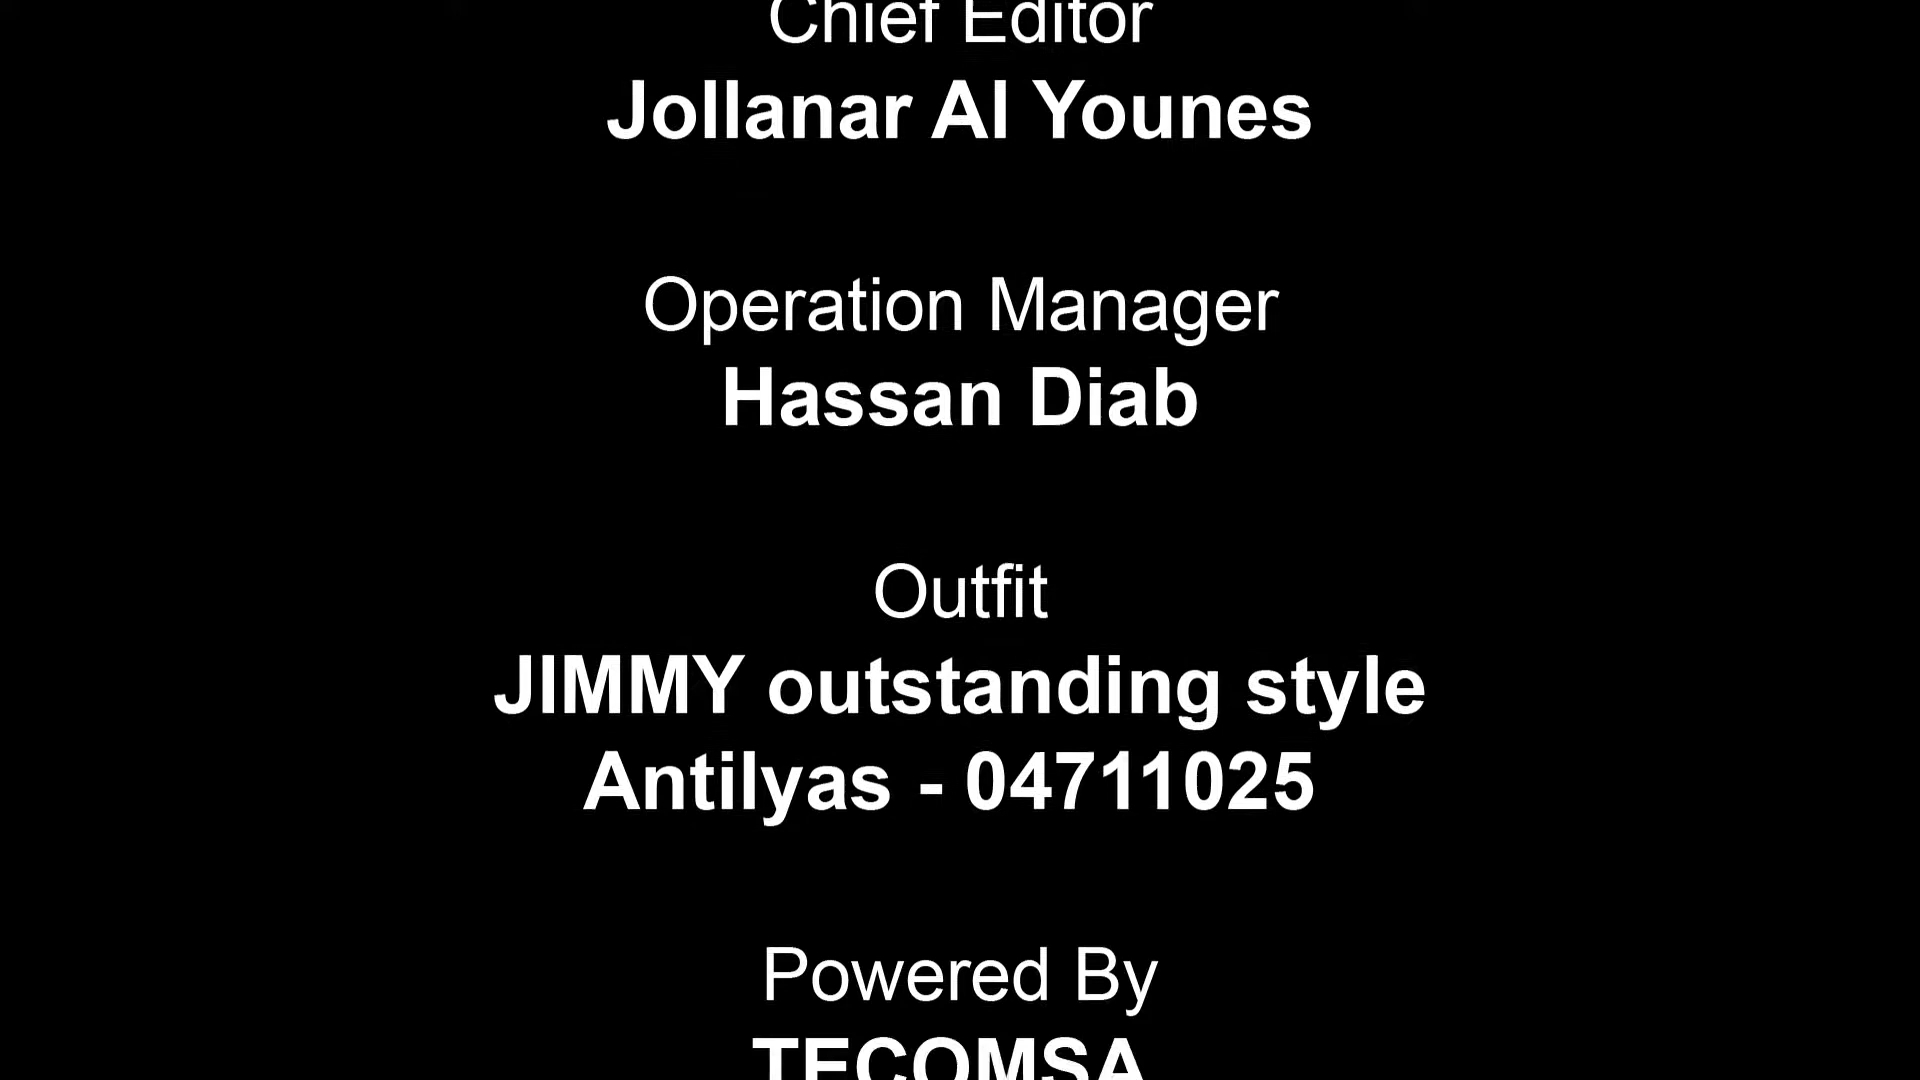 Chief Editor
Jollanar Al Younes
Operation Manager
Hassan Diab
Outfit
JIMMY outstanding style
Antilyas - 04711025
Powered By
TECOMSA